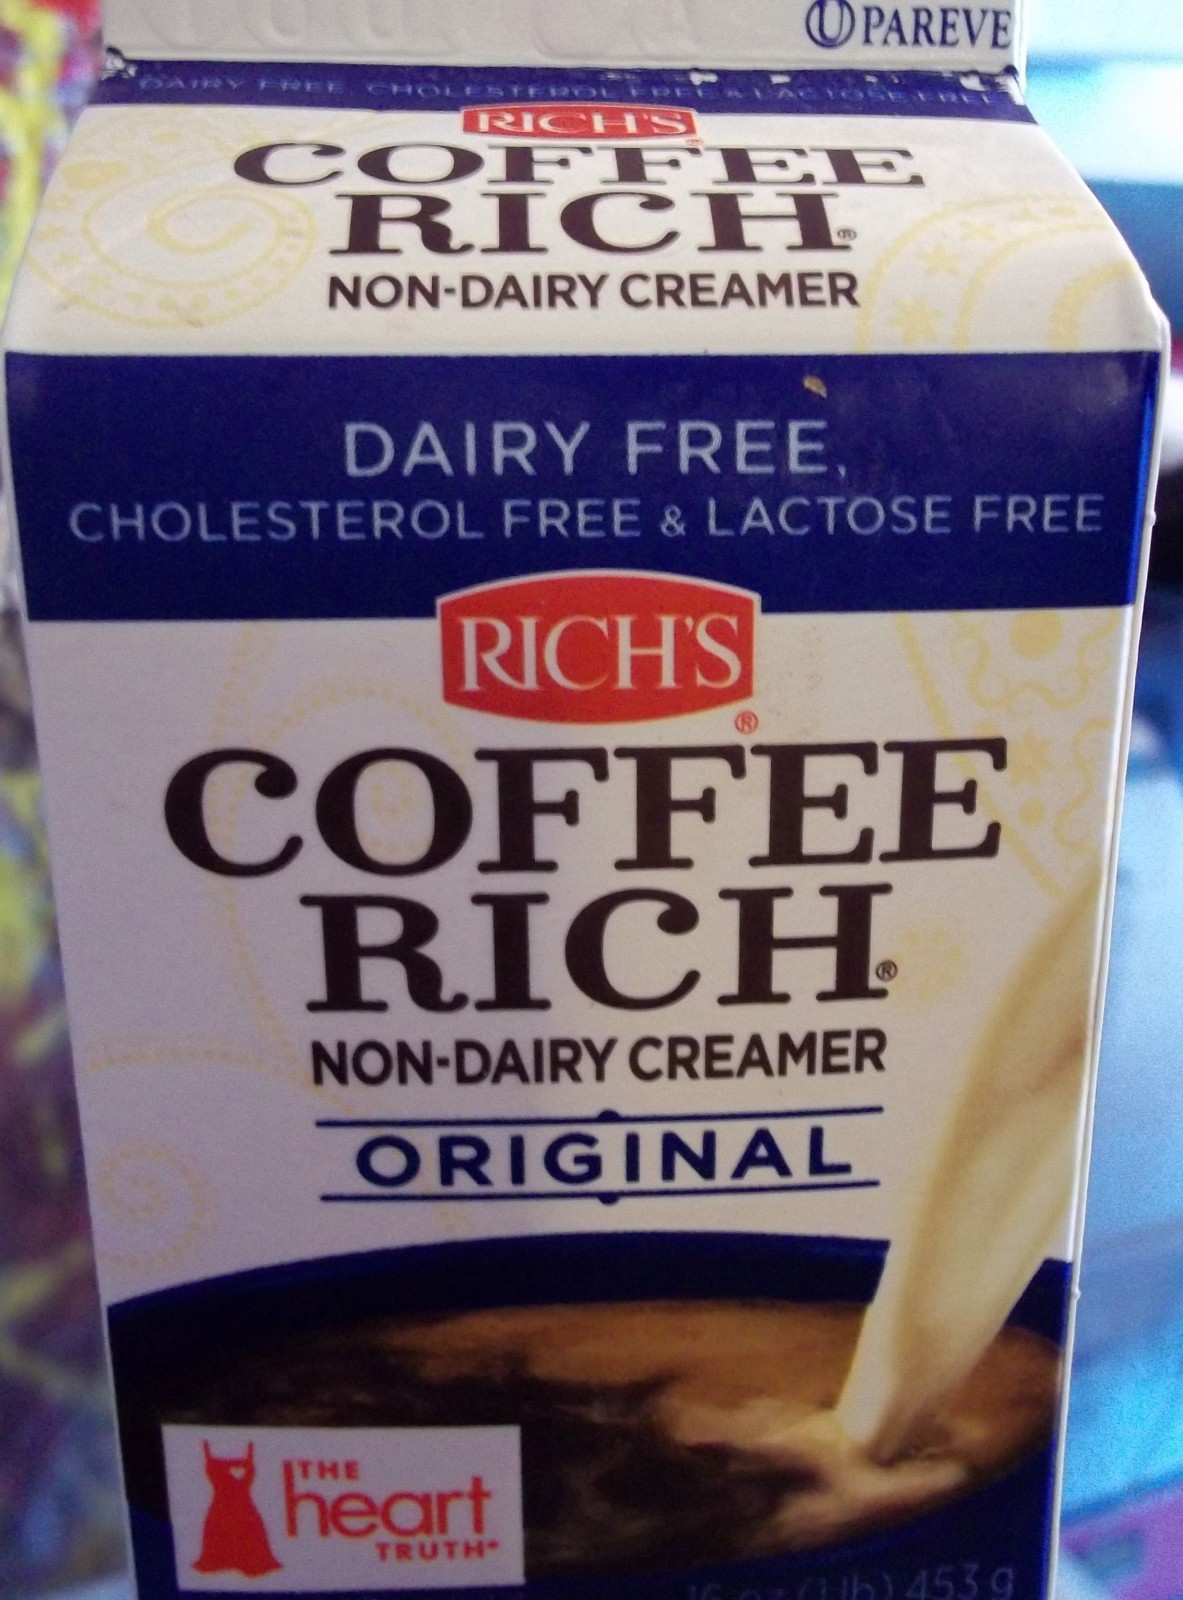 Ⓤ PAREVE
DAIRY FREE, CHOLESTEROL FREE & LACTOSE FREE
RICH'S®
COFFEE
RICH®
NON-DAIRY CREAMER
DAIRY FREE,
CHOLESTEROL FREE & LACTOSE FREE
RICH'S®
COFFEE
RICH®
NON-DAIRY CREAMER
ORIGINAL
THE
heart
TRUTH®
16 oz (1 lb) 453 g